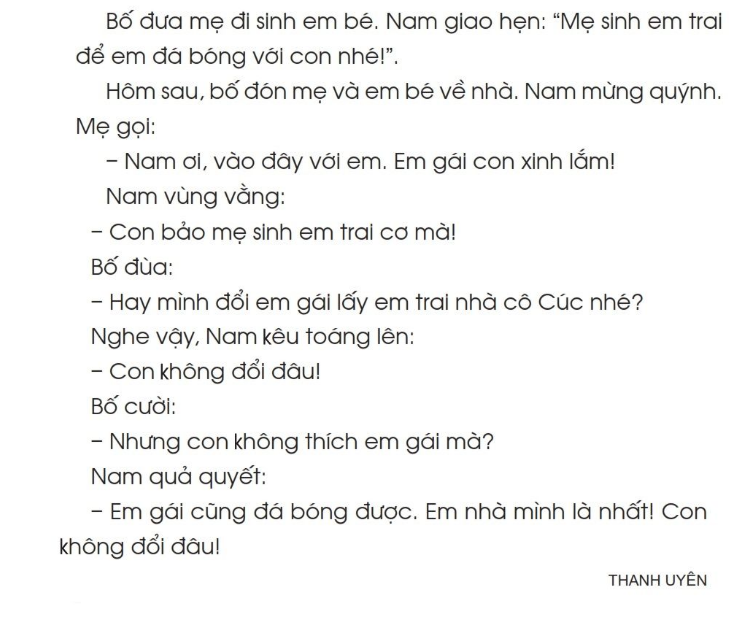 Bố đưa mẹ đi sinh em bé. Nam giao hẹn: “Mẹ sinh em trai
để em đá bóng với con nhé!”.
Hôm sau, bố đón mẹ và em bé về nhà. Nam mừng quýnh.
Mẹ gọi:
– Nam ơi, vào đây với em. Em gái con xinh lắm!
Nam vùng vằng:
– Con bảo mẹ sinh em trai cơ mà!
Bố đùa:
– Hay mình đổi em gái lấy em trai nhà cô Cúc nhé?
Nghe vậy, Nam kêu toáng lên:
– Con không đổi đâu!
Bố cười:
– Nhưng con không thích em gái mà?
Nam quả quyết:
– Em gái cũng đá bóng được. Em nhà mình là nhất! Con
không đổi đâu!
THANH UYÊN